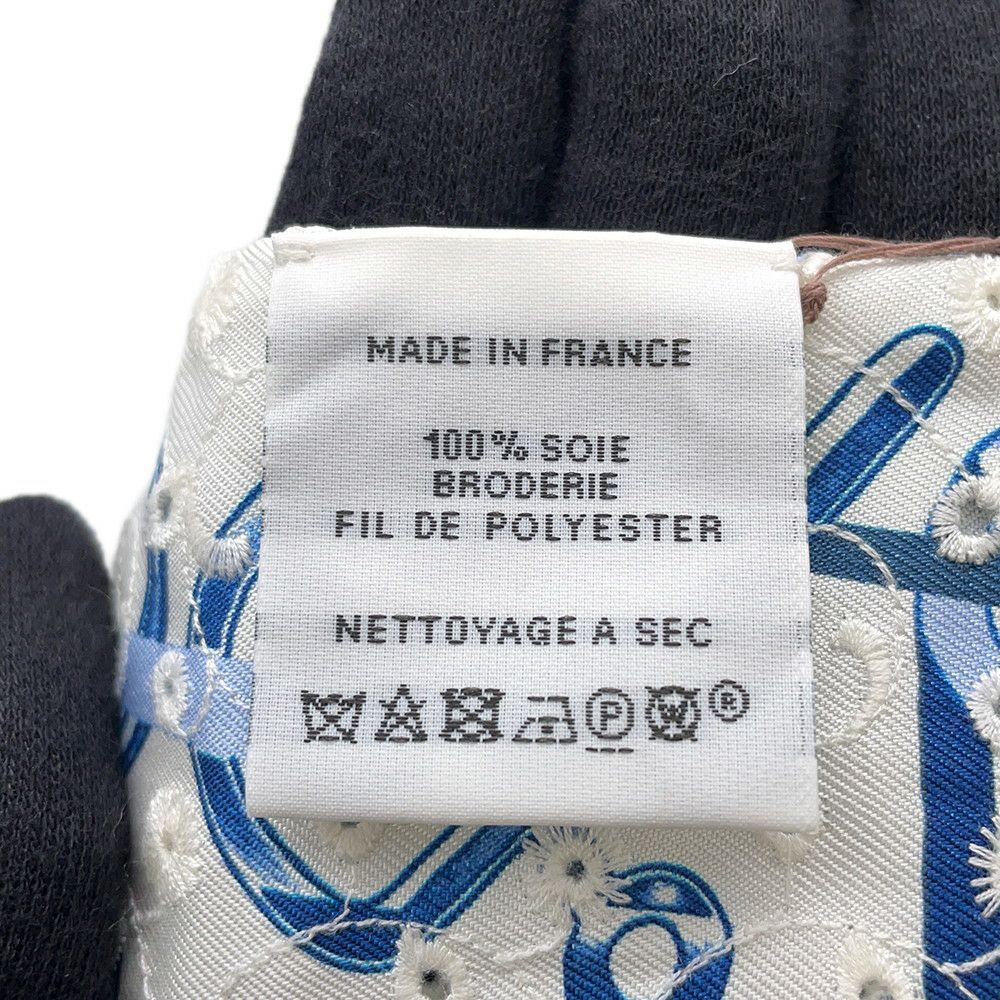 MADE IN FRANCE
100% SOIE
BRODERIE
FIL DE POLYESTER
NETTOYAGE A SEC
P W ®